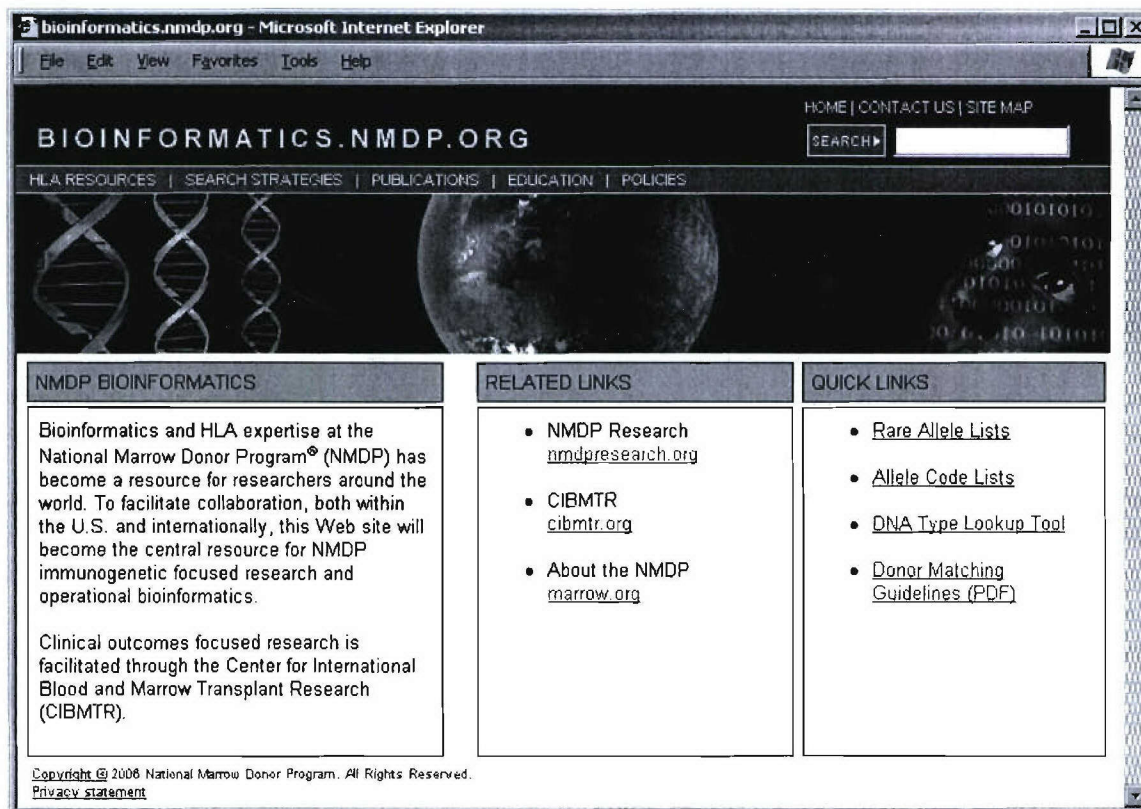 bioinformatics.nmdp.org - Microsoft Internet Explorer
File Edit View Favorites Tools Help
HOME | CONTACT US | SITE MAP
BIOINFORMATICS.NMDP.ORG
SEARCH
HLA RESOURCES | SEARCH STRATEGIES | PUBLICATIONS | EDUCATION | POLICIES
NMDP BIOINFORMATICS
Bioinformatics and HLA expertise at the
National Marrow Donor Program® (NMDP) has
become a resource for researchers around the
world. To facilitate collaboration, both within
the U.S. and internationally, this Web site will
become the central resource for NMDP
immunogenetic focused research and
operational bioinformatics.
Clinical outcomes focused research is
facilitated through the Center for International
Blood and Marrow Transplant Research
(CIBMTR).
RELATED LINKS
• NMDP Research
nmdpresearch.org
• CIBMTR
cibmtr.org
• About the NMDP
marrow.org
QUICK LINKS
• Rare Allele Lists
• Allele Code Lists
• DNA Type Lookup Tool
• Donor Matching
Guidelines (PDF)
Copyright © 2006 National Marrow Donor Program. All Rights Reserved.
Privacy statement